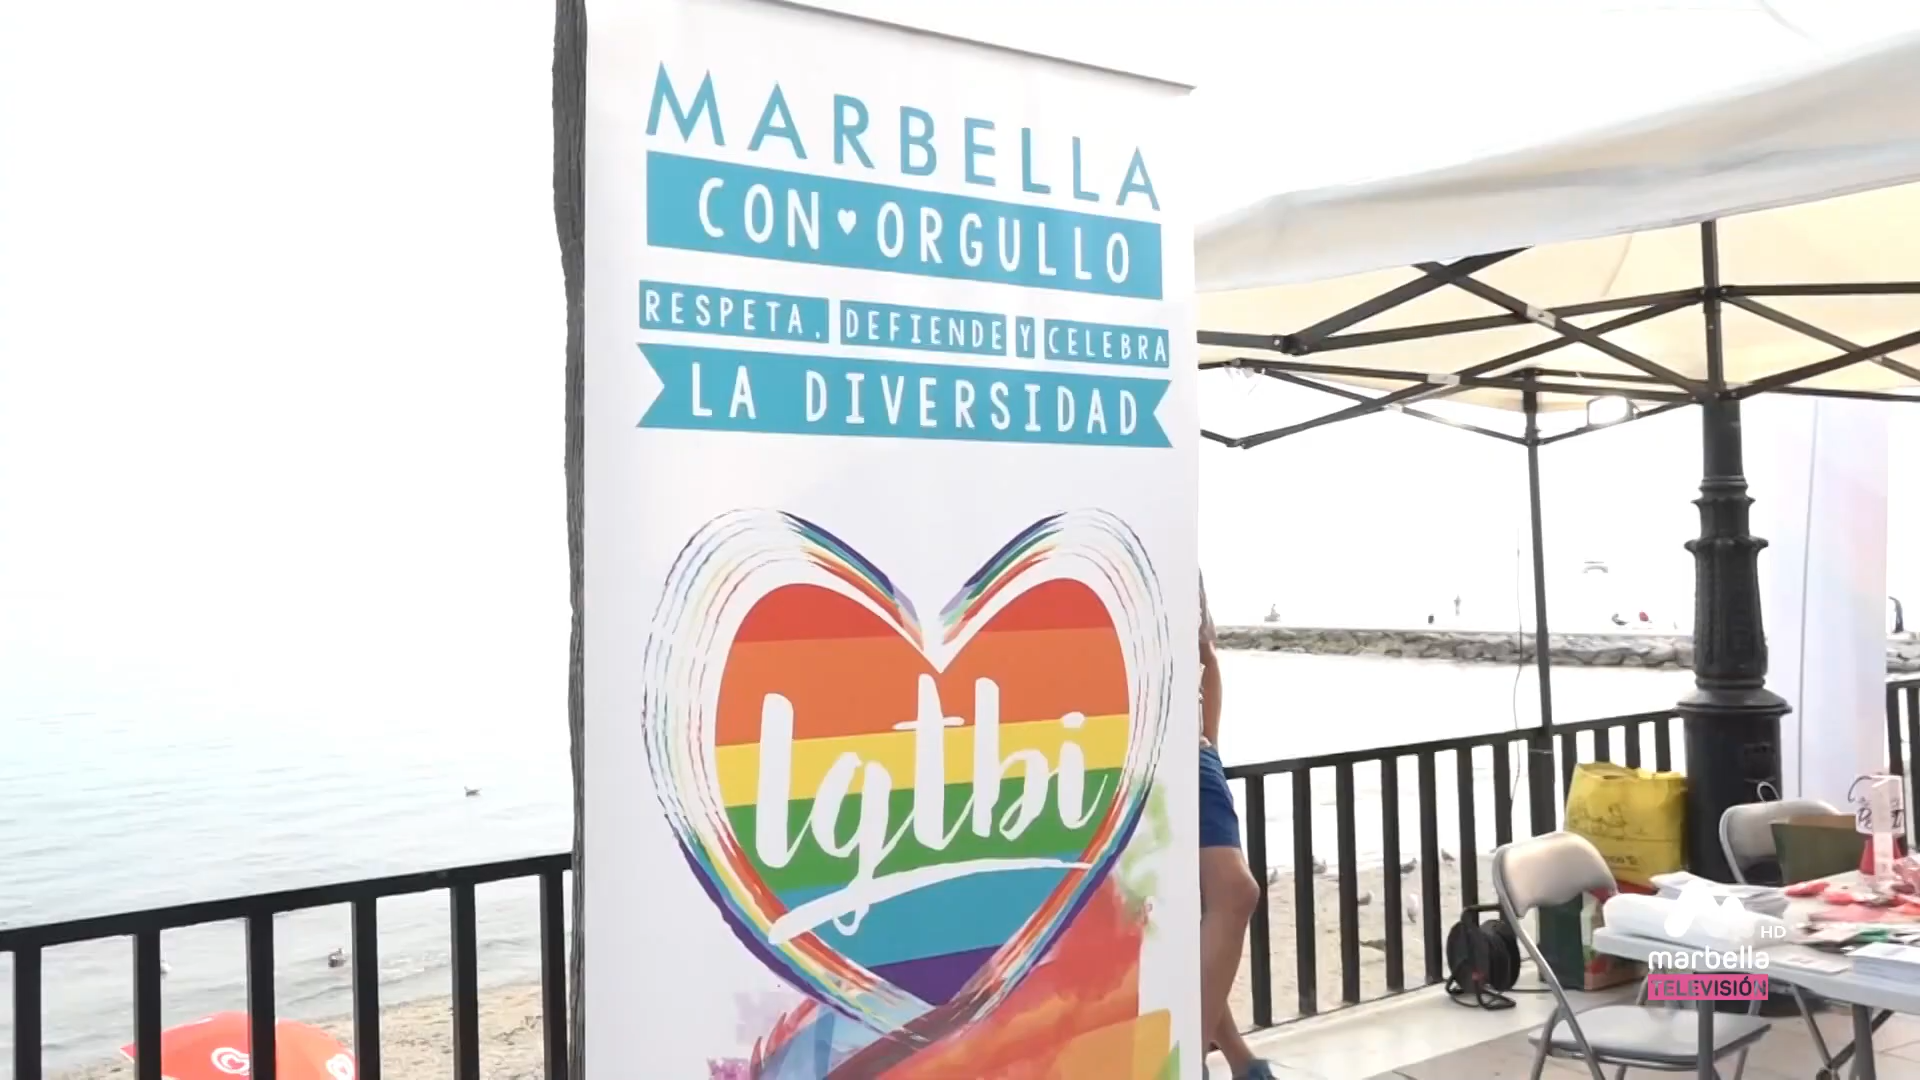 MARBELLA
CON ORGULLO
RESPETA, DEFIENDE Y CELEBRA
LA DIVERSIDAD
lgtbi
HD
marbella
TELEVISIÓN